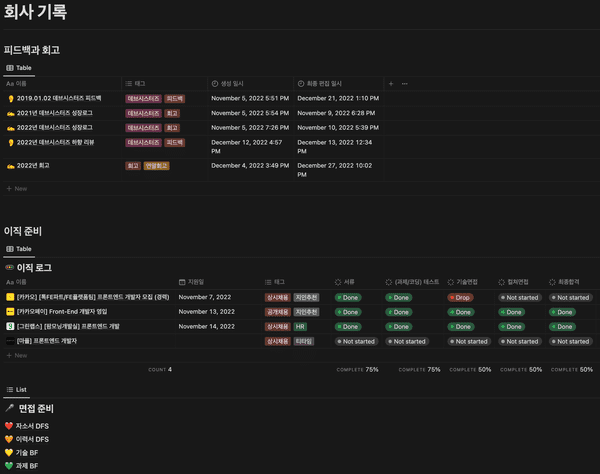 회사 기록
피드백과 회고
Table
Aa 이름 태그 생성 일시 최종 편집 일시
2019.01.02 데브시스터즈 피드백 데브시스터즈 피드백 November 5, 2022 5:51 PM December 21, 2022 1:10 PM
2021년 데브시스터즈 성장로그 데브시스터즈 회고 November 5, 2022 5:54 PM November 9, 2022 6:28 PM
2022년 데브시스터즈 성장로그 데브시스터즈 회고 November 5, 2022 7:26 PM November 10, 2022 5:39 PM
2022년 데브시스터즈 하향 리뷰 데브시스터즈 피드백 December 12, 2022 4:57 PM December 13, 2022 12:34 PM
2022년 회고 회고 연말회고 December 4, 2022 3:49 PM December 27, 2022 10:02 PM
+ New
이직 준비
Table
이직 로그
Aa 이름 지원일 태그 서류 (과제/코딩) 테스트 기술면접 컬쳐면접 최종합격
[카카오] [톡FE파트/FE플랫폼팀] 프론트엔드 개발자 모집 (경력) November 7, 2022 상시채용 지인추천 Done Done Drop Not started Not started
[카카오페이] Front-End 개발자 영입 November 13, 2022 공개채용 지인추천 Done Done Done Done Done
[그린랩스] [팜모닝개발실] 프론트엔드 개발 November 14, 2022 상시채용 HR Done Done Done Done Done
[마플] 프론트엔드 개발자 상시채용 티타임 Not started Not started Not started Not started Not started
+ New
COUNT 4 COMPLETE 75% COMPLETE 75% COMPLETE 50% COMPLETE 50% COMPLETE 50%
List
면접 준비
자소서 DFS
이력서 DFS
기술 BF
과제 BF